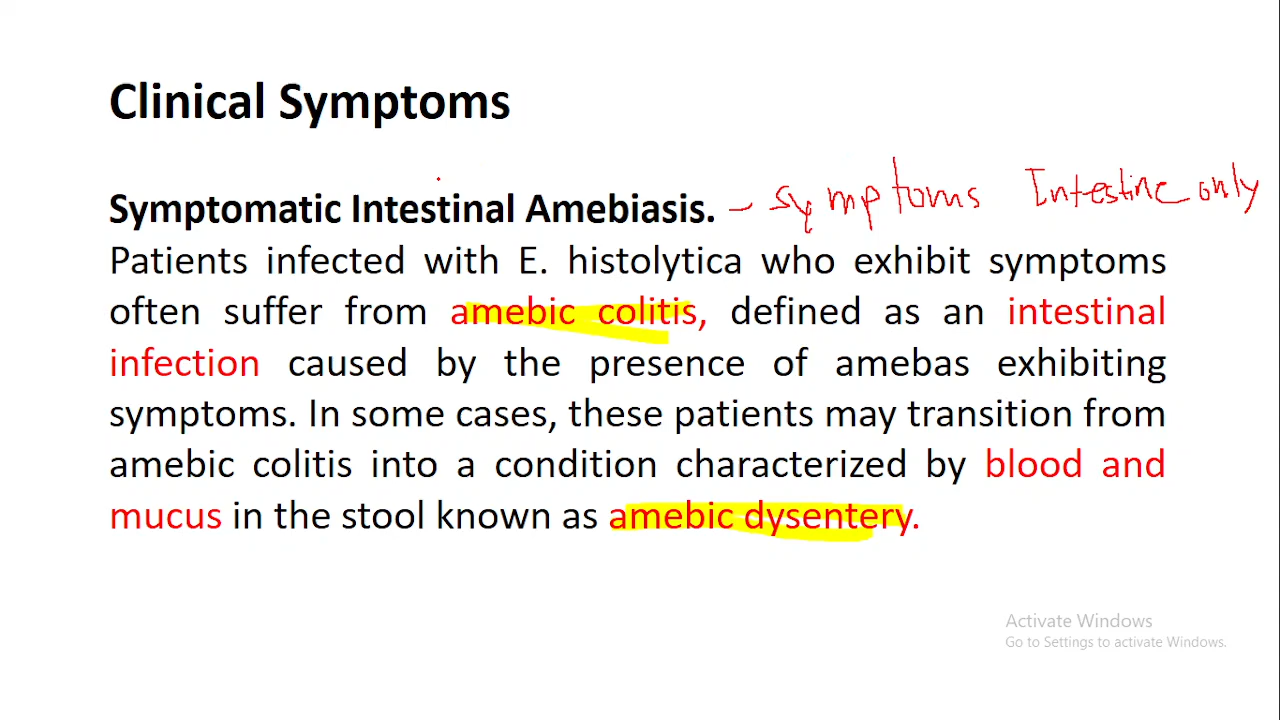 Clinical Symptoms
Symptomatic Intestinal Amebiasis. - symptoms Intestine only
Patients infected with E. histolytica who exhibit symptoms
often suffer from amebic colitis, defined as an intestinal
infection caused by the presence of amebas exhibiting
symptoms. In some cases, these patients may transition from
amebic colitis into a condition characterized by blood and
mucus in the stool known as amebic dysentery.
Activate Windows
Go to Settings to activate Windows.